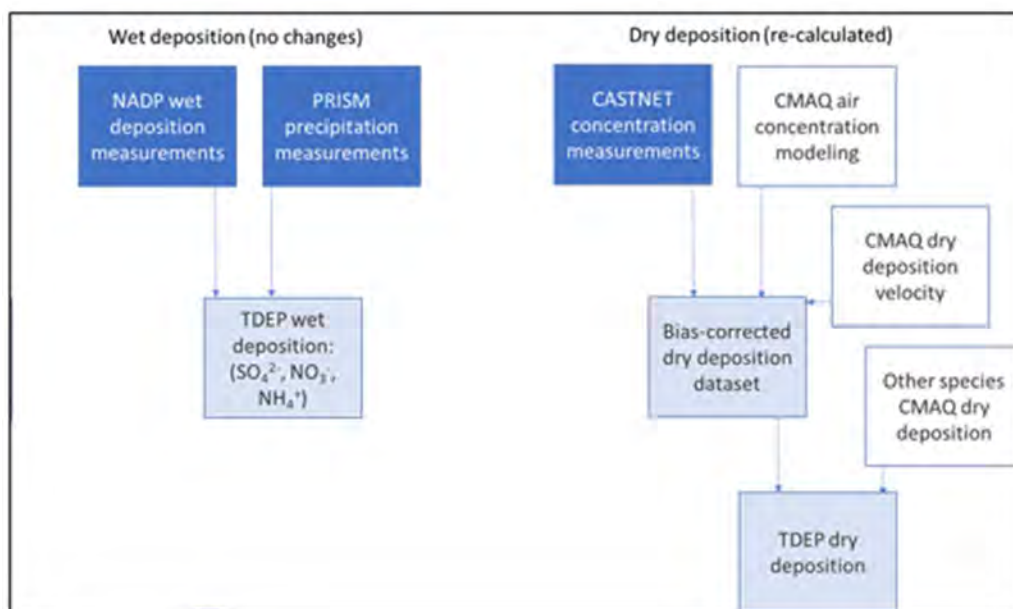 Wet deposition (no changes)
Dry deposition (re-calculated)
NADP wet
deposition
measurements
PRISM
precipitation
measurements
CASTNET
concentration
measurements
CMAQ air
concentration
modeling
CMAQ dry
deposition
velocity
TDEP wet
deposition:
(SO₄²⁻, NO₃⁻,
NH₄⁺)
Bias-corrected
dry deposition
dataset
Other species
CMAQ dry
deposition
TDEP dry
deposition